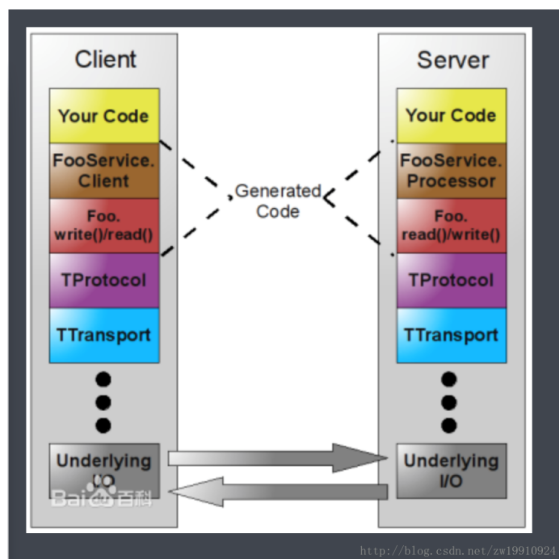 Client
Your Code
FooService.
Client
Foo.
write()/read()
TProtocol
TTransport
Underlying
I/O
Bai百科
Generated
Code
Server
Your Code
FooService.
Processor
Foo.
read()/write()
TProtocol
TTransport
Underlying
I/O
http://blog.csdn.net/zw19910924